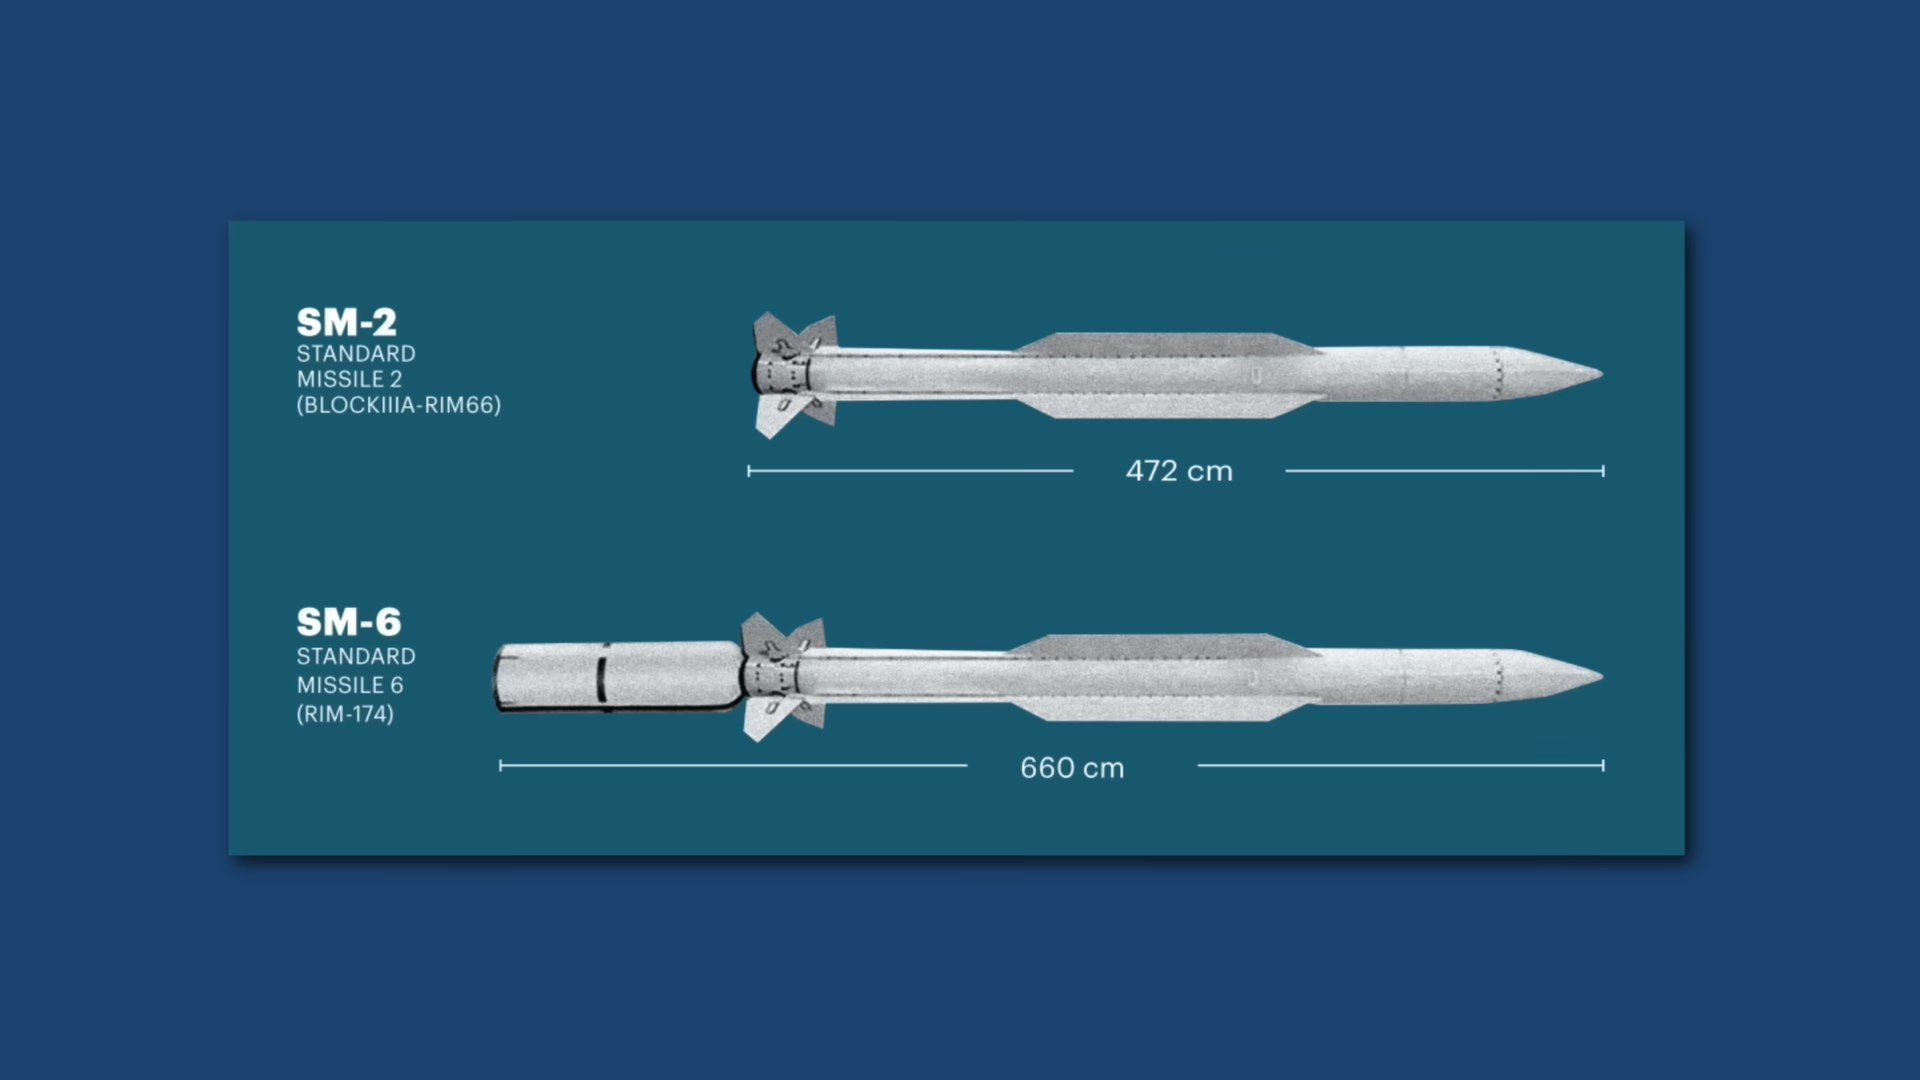 SM-2
STANDARD
MISSILE 2
(BLOCKIIIA-RIM66)
472 cm
SM-6
STANDARD
MISSILE 6
(RIM-174)
660 cm